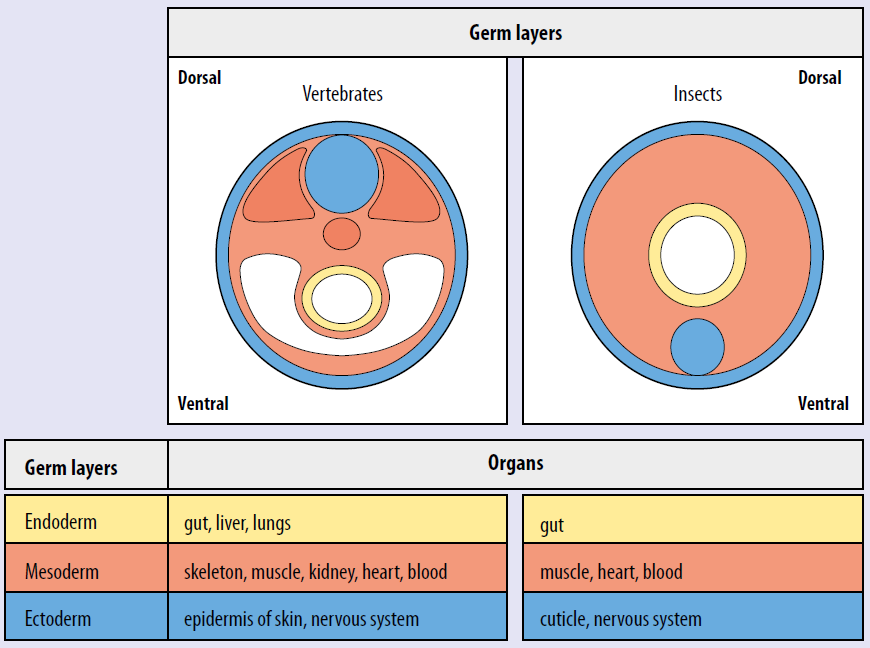 Germ layers
Dorsal
Vertebrates
Ventral
Dorsal
Insects
Ventral
Germ layers
Organs
Endoderm
gut, liver, lungs
gut
Mesoderm
skeleton, muscle, kidney, heart, blood
muscle, heart, blood
Ectoderm
epidermis of skin, nervous system
cuticle, nervous system